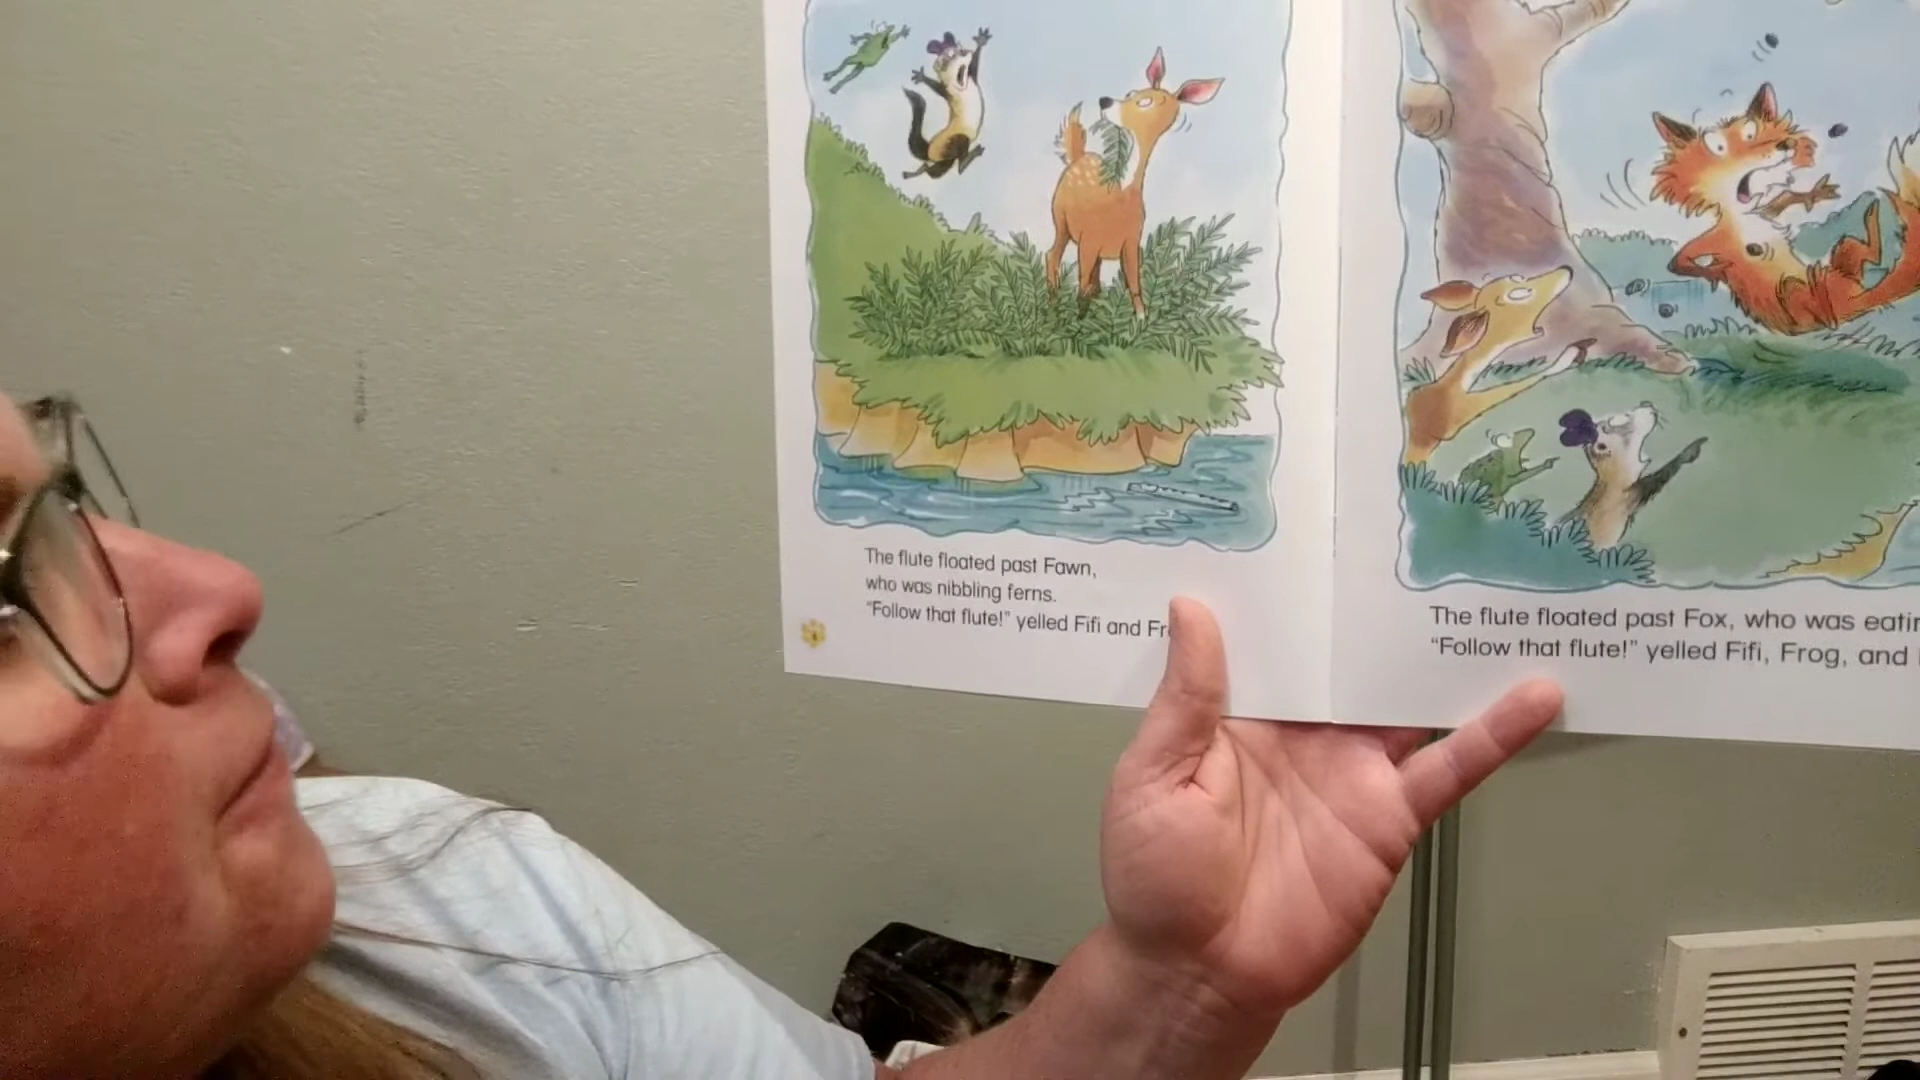 The flute floated past Fawn,
who was nibbling ferns.
"Follow that flute!" yelled Fifi and
The flute floated past Fox, who was
"Follow that flute!" yelled Fifi, Frog, and